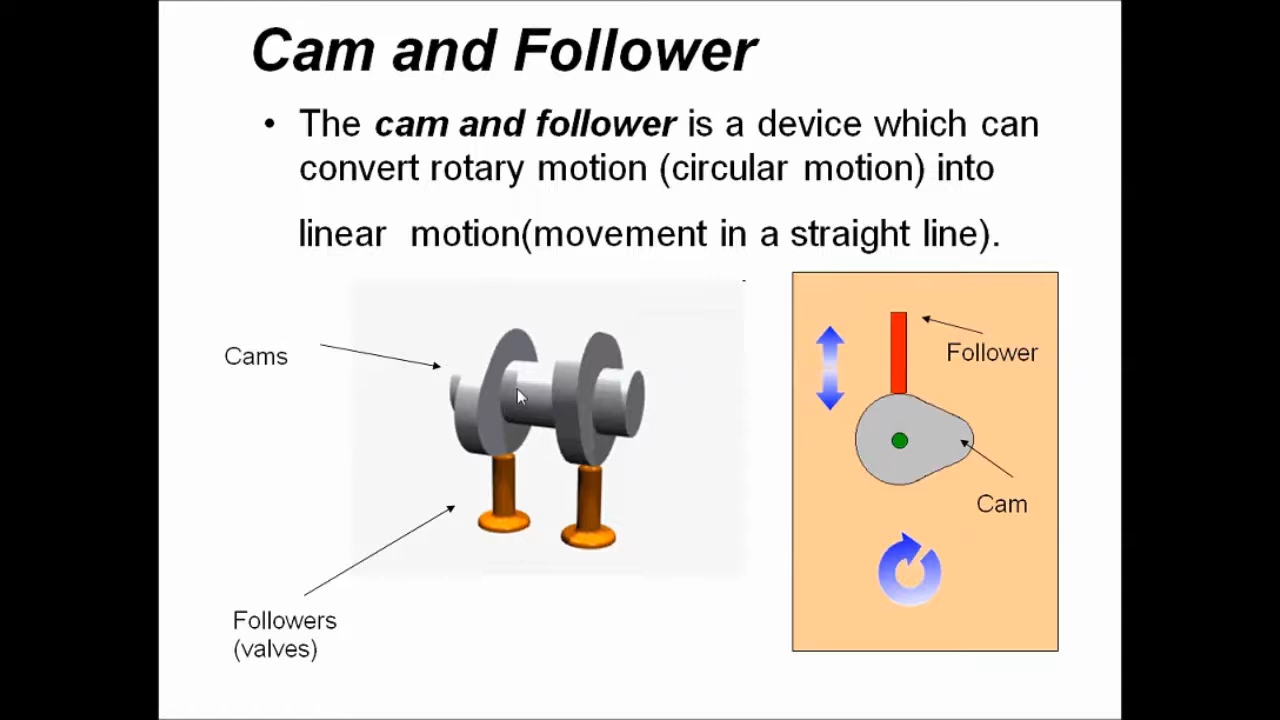 Cam and Follower
• The cam and follower is a device which can
convert rotary motion (circular motion) into
linear motion(movement in a straight line).
Cams
Followers
(valves)
Follower
Cam